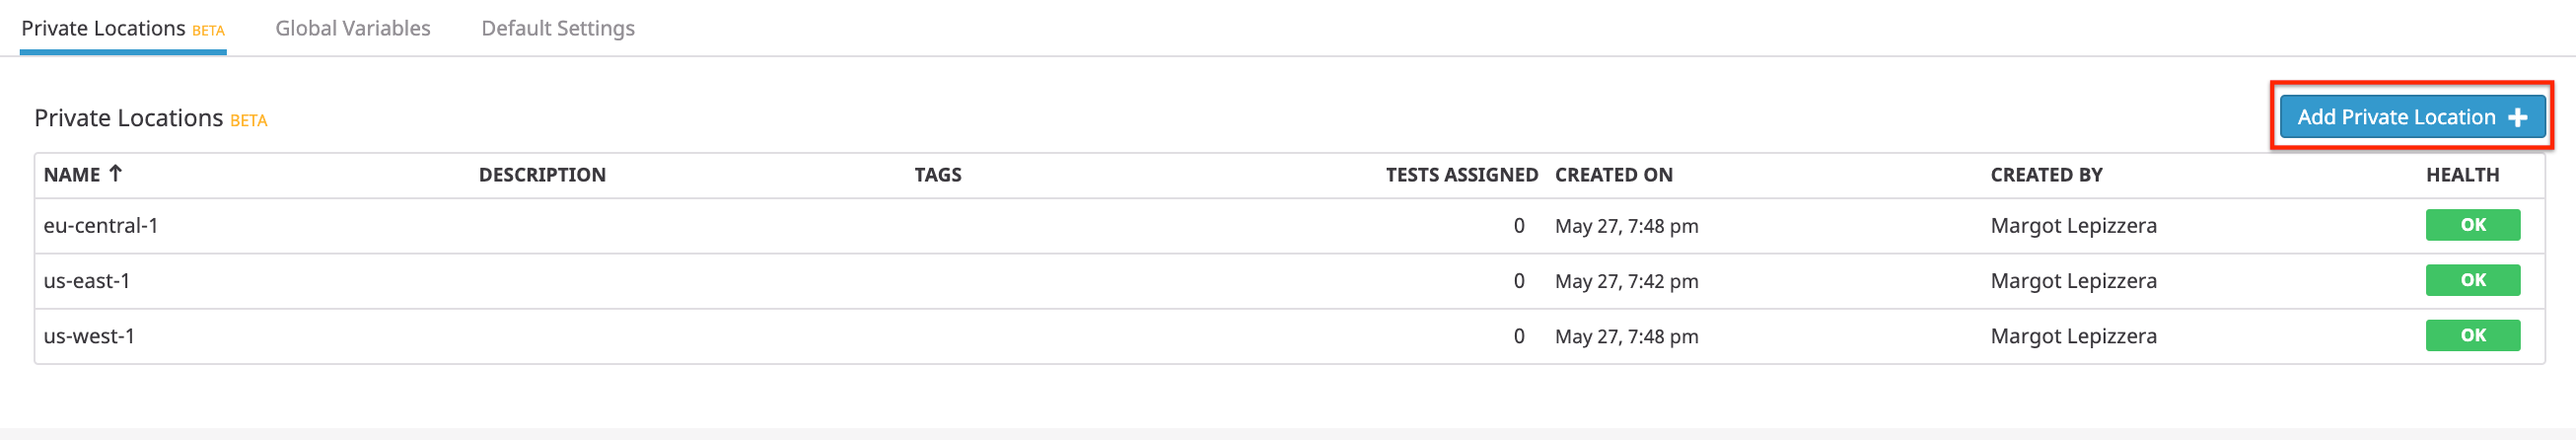 Private Locations BETA Global Variables Default Settings
Private Locations BETA Add Private Location
NAME DESCRIPTION TAGS TESTS ASSIGNED CREATED ON CREATED BY HEALTH
eu-central-1 0 May 27, 7:48 pm Margot Lepizzera OK
us-east-1 0 May 27, 7:42 pm Margot Lepizzera OK
us-west-1 0 May 27, 7:48 pm Margot Lepizzera OK